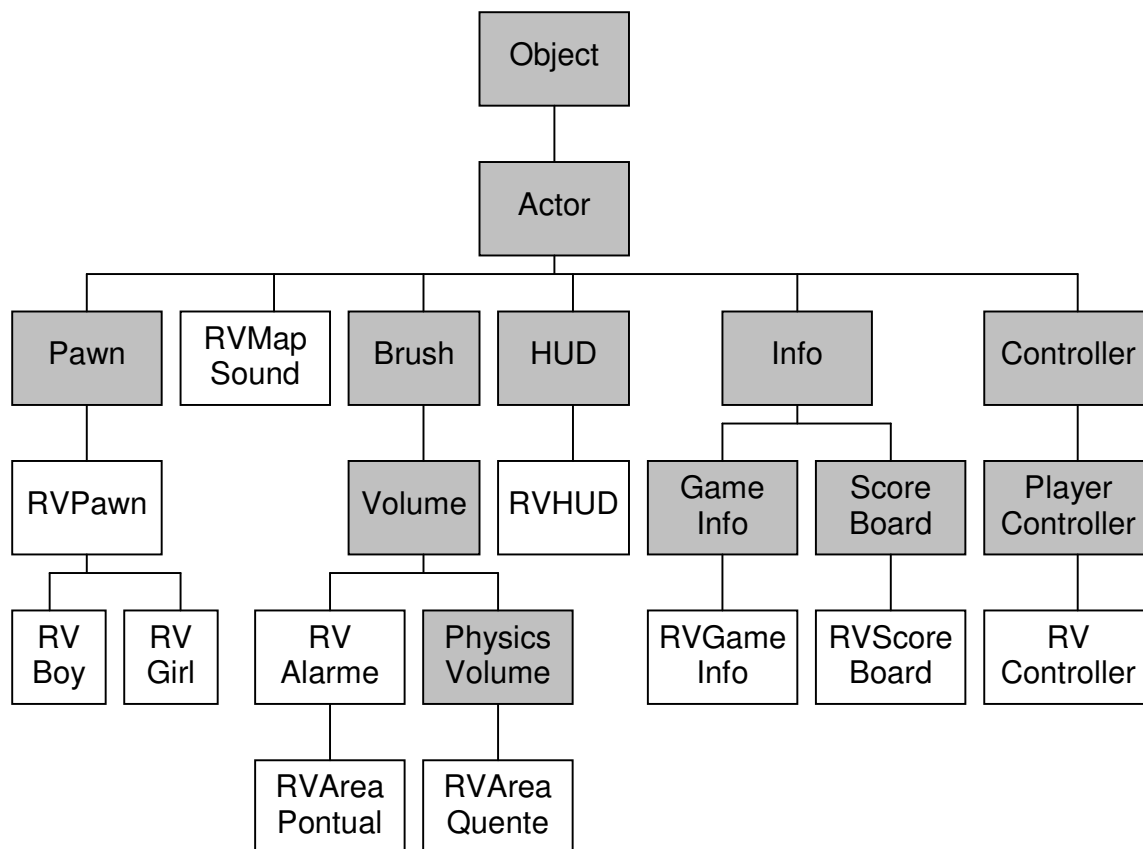 Object
Actor
Pawn
RVMap
Sound
Brush
HUD
Info
Controller
RVPawn
Volume
RVHUD
Game
Info
Score
Board
Player
Controller
RV
Boy
RV
Girl
RV
Alarme
Physics
Volume
RVGame
Info
RVScore
Board
RV
Controller
RVArea
Pontual
RVArea
Quente